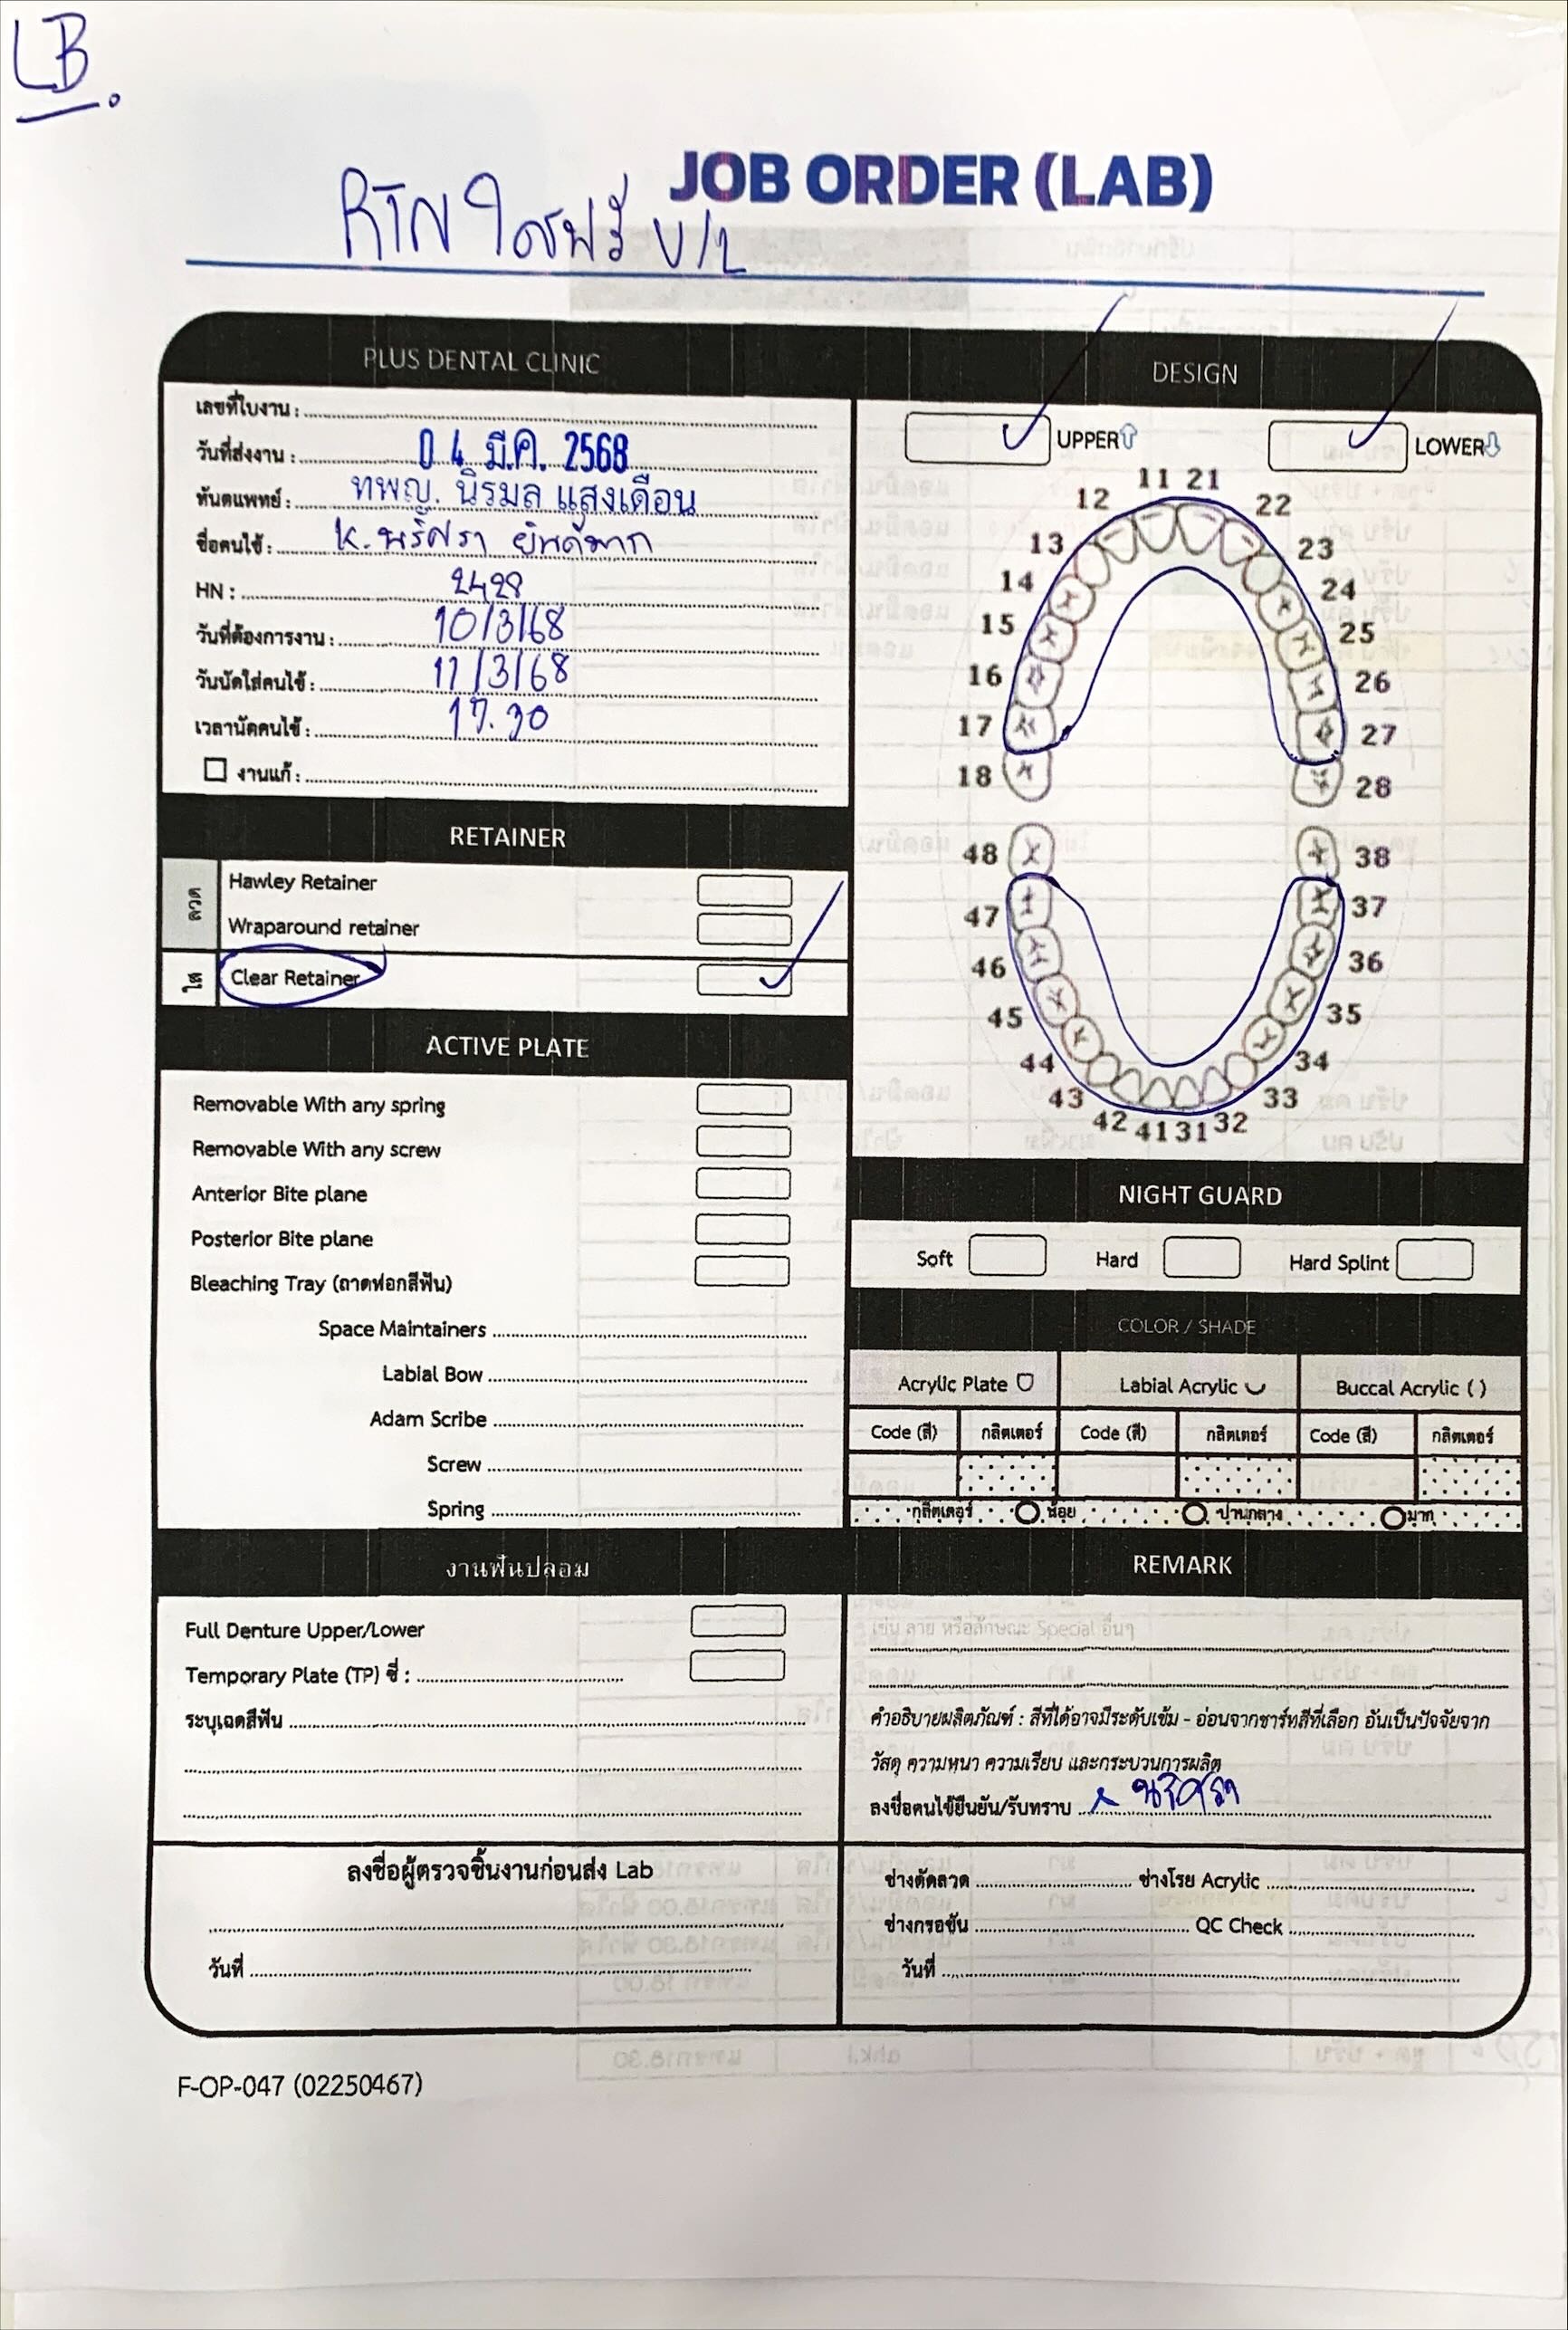 LB.
JOB ORDER (LAB)
ใสฟรี U/L
PLUS DENTAL CLINIC
เลขที่ใบงาน :
วันที่ส่งงาน : 04 มี.ค. 2568
ทันตแพทย์ : ทพญ. นิรมล แสงเดือน
ชื่อคนไข้ : K. นริศรา ยินดีมาก
HN : 2428
วันที่ต้องการงาน : 10/3/68
วันนัดใส่คนไข้ : 11/3/68
เวลานัดคนไข้ : 17.30
งานแก้ :
RETAINER
ลวด
Hawley Retainer
Wraparound retainer
ใส
Clear Retainer
ACTIVE PLATE
Removable With any spring
Removable With any screw
Anterior Bite plane
Posterior Bite plane
Bleaching Tray (ถาดฟอกสีฟัน)
Space Maintainers
Labial Bow
Adam Scribe
Screw
Spring
งานฟันปลอม
Full Denture Upper/Lower
Temporary Plate (TP) ซี่ :
ระบุเฉดสีฟัน
ลงชื่อผู้ตรวจชิ้นงานก่อนส่ง Lab
วันที่
DESIGN
UPPER LOWER
11 21
12 22
13 23
14 24
15 25
16 26
17 27
18 28
48 38
47 37
46 36
45 35
44 34
43 33
42 41 31 32
NIGHT GUARD
Soft Hard Hard Splint
COLOR / SHADE
Acrylic Plate Labial Acrylic Buccal Acrylic ( )
Code (สี) กลิตเตอร์ Code (สี) กลิตเตอร์ Code (สี) กลิตเตอร์
กลิตเตอร์ น้อย ปานกลาง มาก
REMARK
เช่น ลาย หรือลักษณะ Special อื่นๆ
คำอธิบายผลิตภัณฑ์ : สีที่ได้อาจมีระดับเข้ม - อ่อนจากชาร์ทสีที่เลือก อันเป็นปัจจัยจาก
วัสดุ ความหนา ความเรียบ และกระบวนการผลิต
ลงชื่อคนไข้ยืนยัน/รับทราบ x นริศรา
ช่างดัดลวด ช่างโรย Acrylic
ช่างกรอขัน QC Check
วันที่
F-OP-047 (02250467)